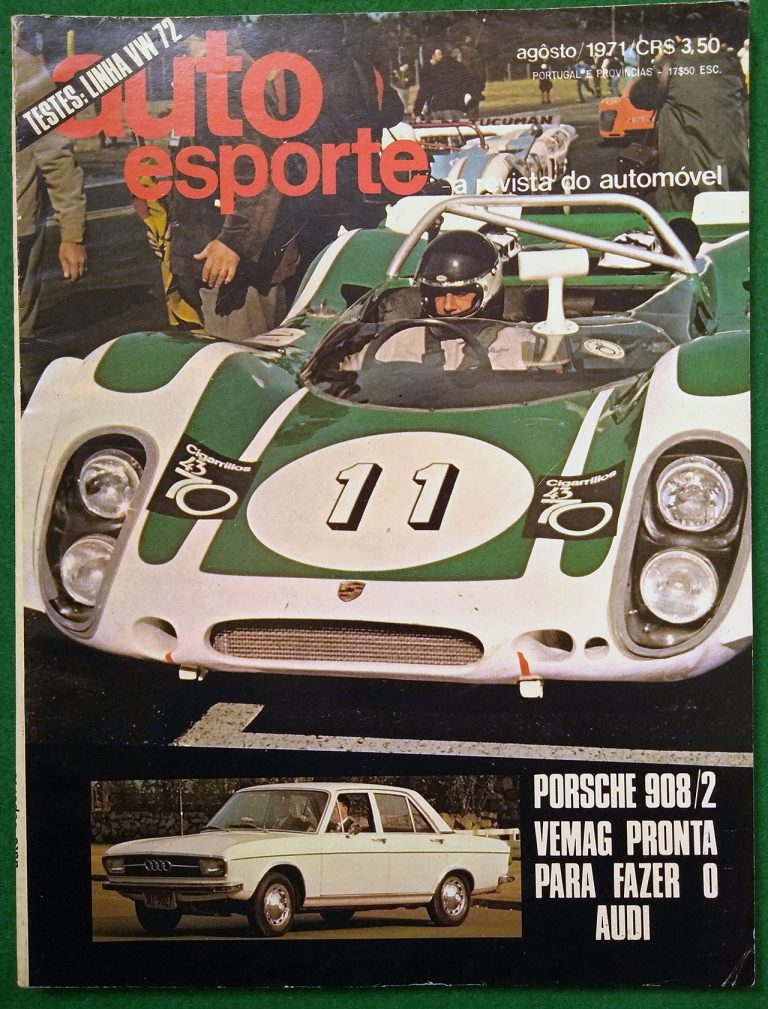 TESTES: LINHA VW 72
agôsto/1971/CR$ 3,50
PORTUGAL E PROVÍNCIAS - 17$50 ESC.
auto
esporte
a revista do automóvel
TUCUMAN
11
Cigarrillos
43
70
Cigarrillos
43
70
PORSCHE 908/2
VEMAG PRONTA
PARA FAZER O
AUDI